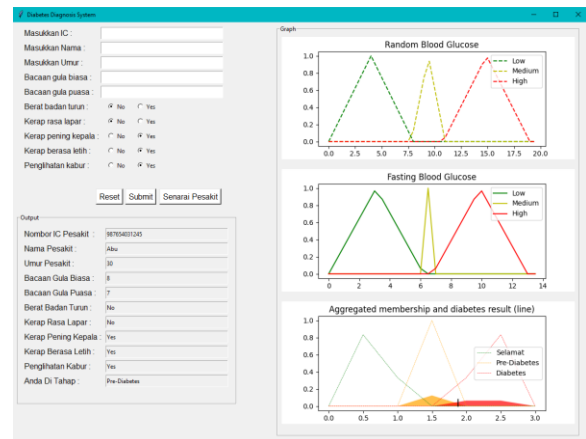 Diabetes Diagnosis System
Masukkan IC :
Masukkan Nama :
Masukkan Umur :
Bacaan gula biasa :
Bacaan gula puasa :
Berat badan turun : No Yes
Kerap rasa lapar : No Yes
Kerap pening kepala : No Yes
Kerap berasa letih : No Yes
Penglihatan kabur : No Yes
Reset Submit Senarai Pesakit
Output
Nombor IC Pesakit : 987654031245
Nama Pesakit : Abu
Umur Pesakit : 30
Bacaan Gula Biasa : 8
Bacaan Gula Puasa : 7
Berat Badan Turun : No
Kerap Rasa Lapar : No
Kerap Pening Kepala : Yes
Kerap Berasa Letih : Yes
Penglihatan Kabur : Yes
Anda Di Tahap : Pre-Diabetes
Graph
Random Blood Glucose
1.0
0.8
0.6
0.4
0.2
0.0
Low
Medium
High
0.0 2.5 5.0 7.5 10.0 12.5 15.0 17.5 20.0
Fasting Blood Glucose
1.0
0.8
0.6
0.4
0.2
0.0
Low
Medium
High
0 2 4 6 8 10 12 14
Aggregated membership and diabetes result (line)
1.0
0.8
0.6
0.4
0.2
0.0
Selamat
Pre-Diabetes
Diabetes
0.0 0.5 1.0 1.5 2.0 2.5 3.0